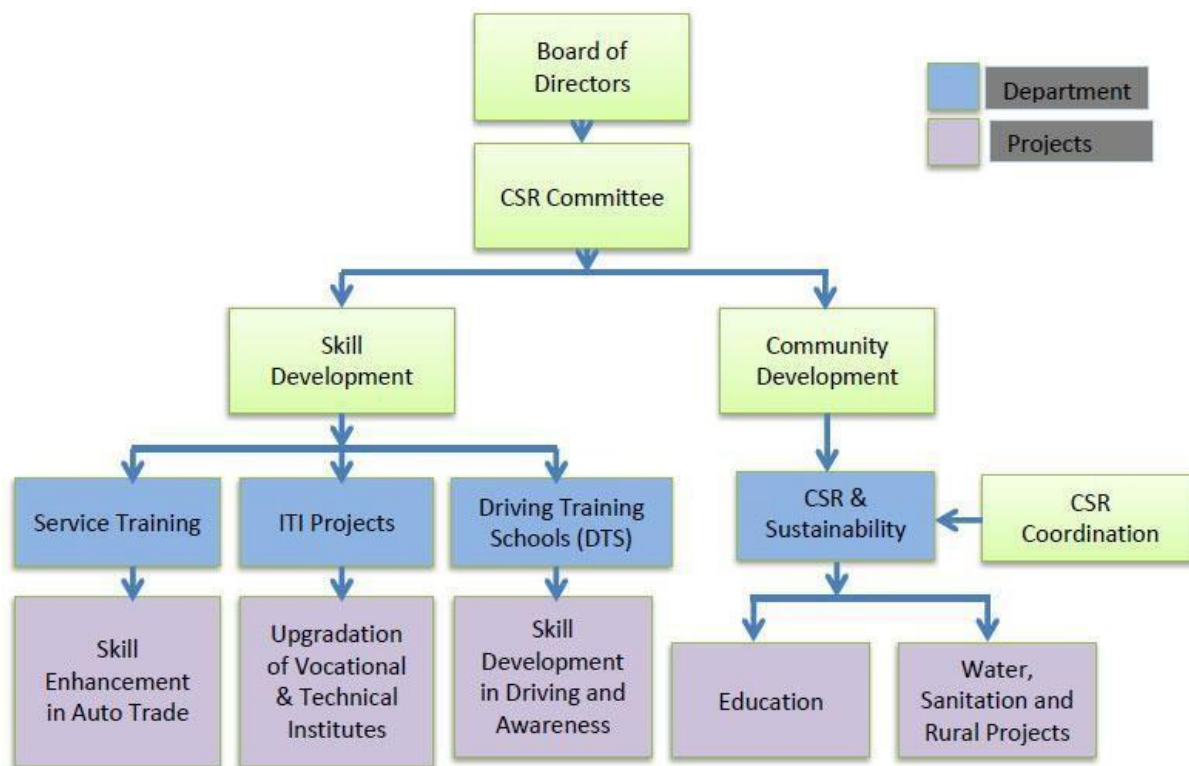 Board of
Directors
Department
Projects
CSR Committee
Skill
Development
Community
Development
Service Training
ITI Projects
Driving Training
Schools (DTS)
CSR &
Sustainability
CSR
Coordination
Skill
Enhancement
in Auto Trade
Upgradation
of Vocational
& Technical
Institutes
Skill
Development
in Driving and
Awareness
Education
Water,
Sanitation and
Rural Projects